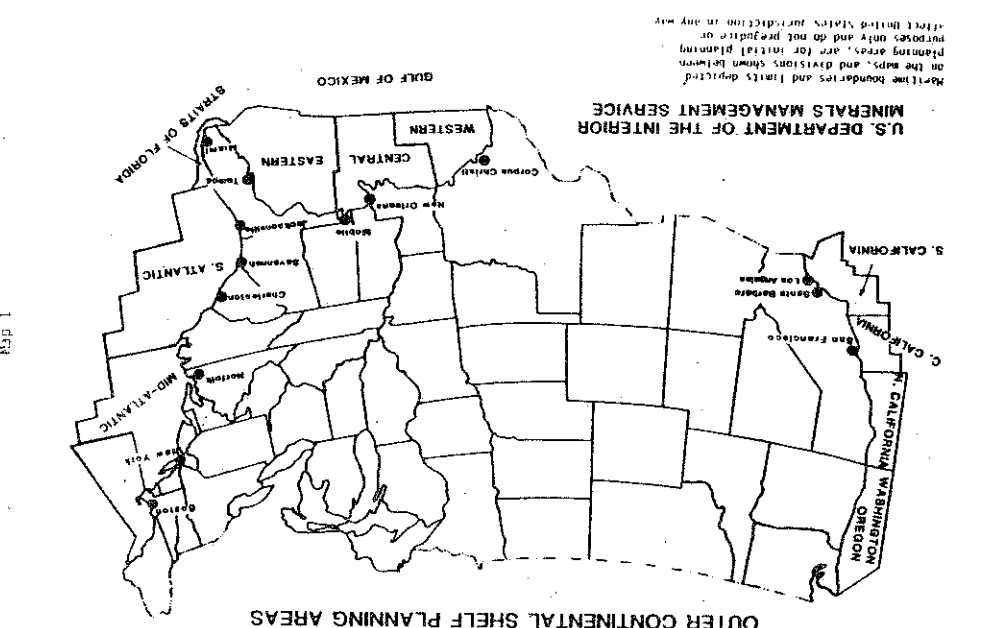 OUTER CONTINENTAL SHELF PLANNING AREAS
WASHINGTON
OREGON
N. CALIFORNIA
C. CALIFORNIA
S. CALIFORNIA
San Francisco
Santa Barbara
Los Angeles
Boston
New York
MID-ATLANTIC
Norfolk
Charleston
Savannah
S. ATLANTIC
Jacksonville
Mobile
New Orleans
Tampa
Miami
STRAITS OF FLORIDA
Corpus Christi
WESTERN
CENTRAL
EASTERN
GULF OF MEXICO
U.S. DEPARTMENT OF THE INTERIOR
MINERALS MANAGEMENT SERVICE
Maritime boundaries and limits depicted
on the maps, and divisions shown between
planning areas, are for initial planning
purposes only and do not prejudice or
affect United States jurisdiction in any way
Map 1